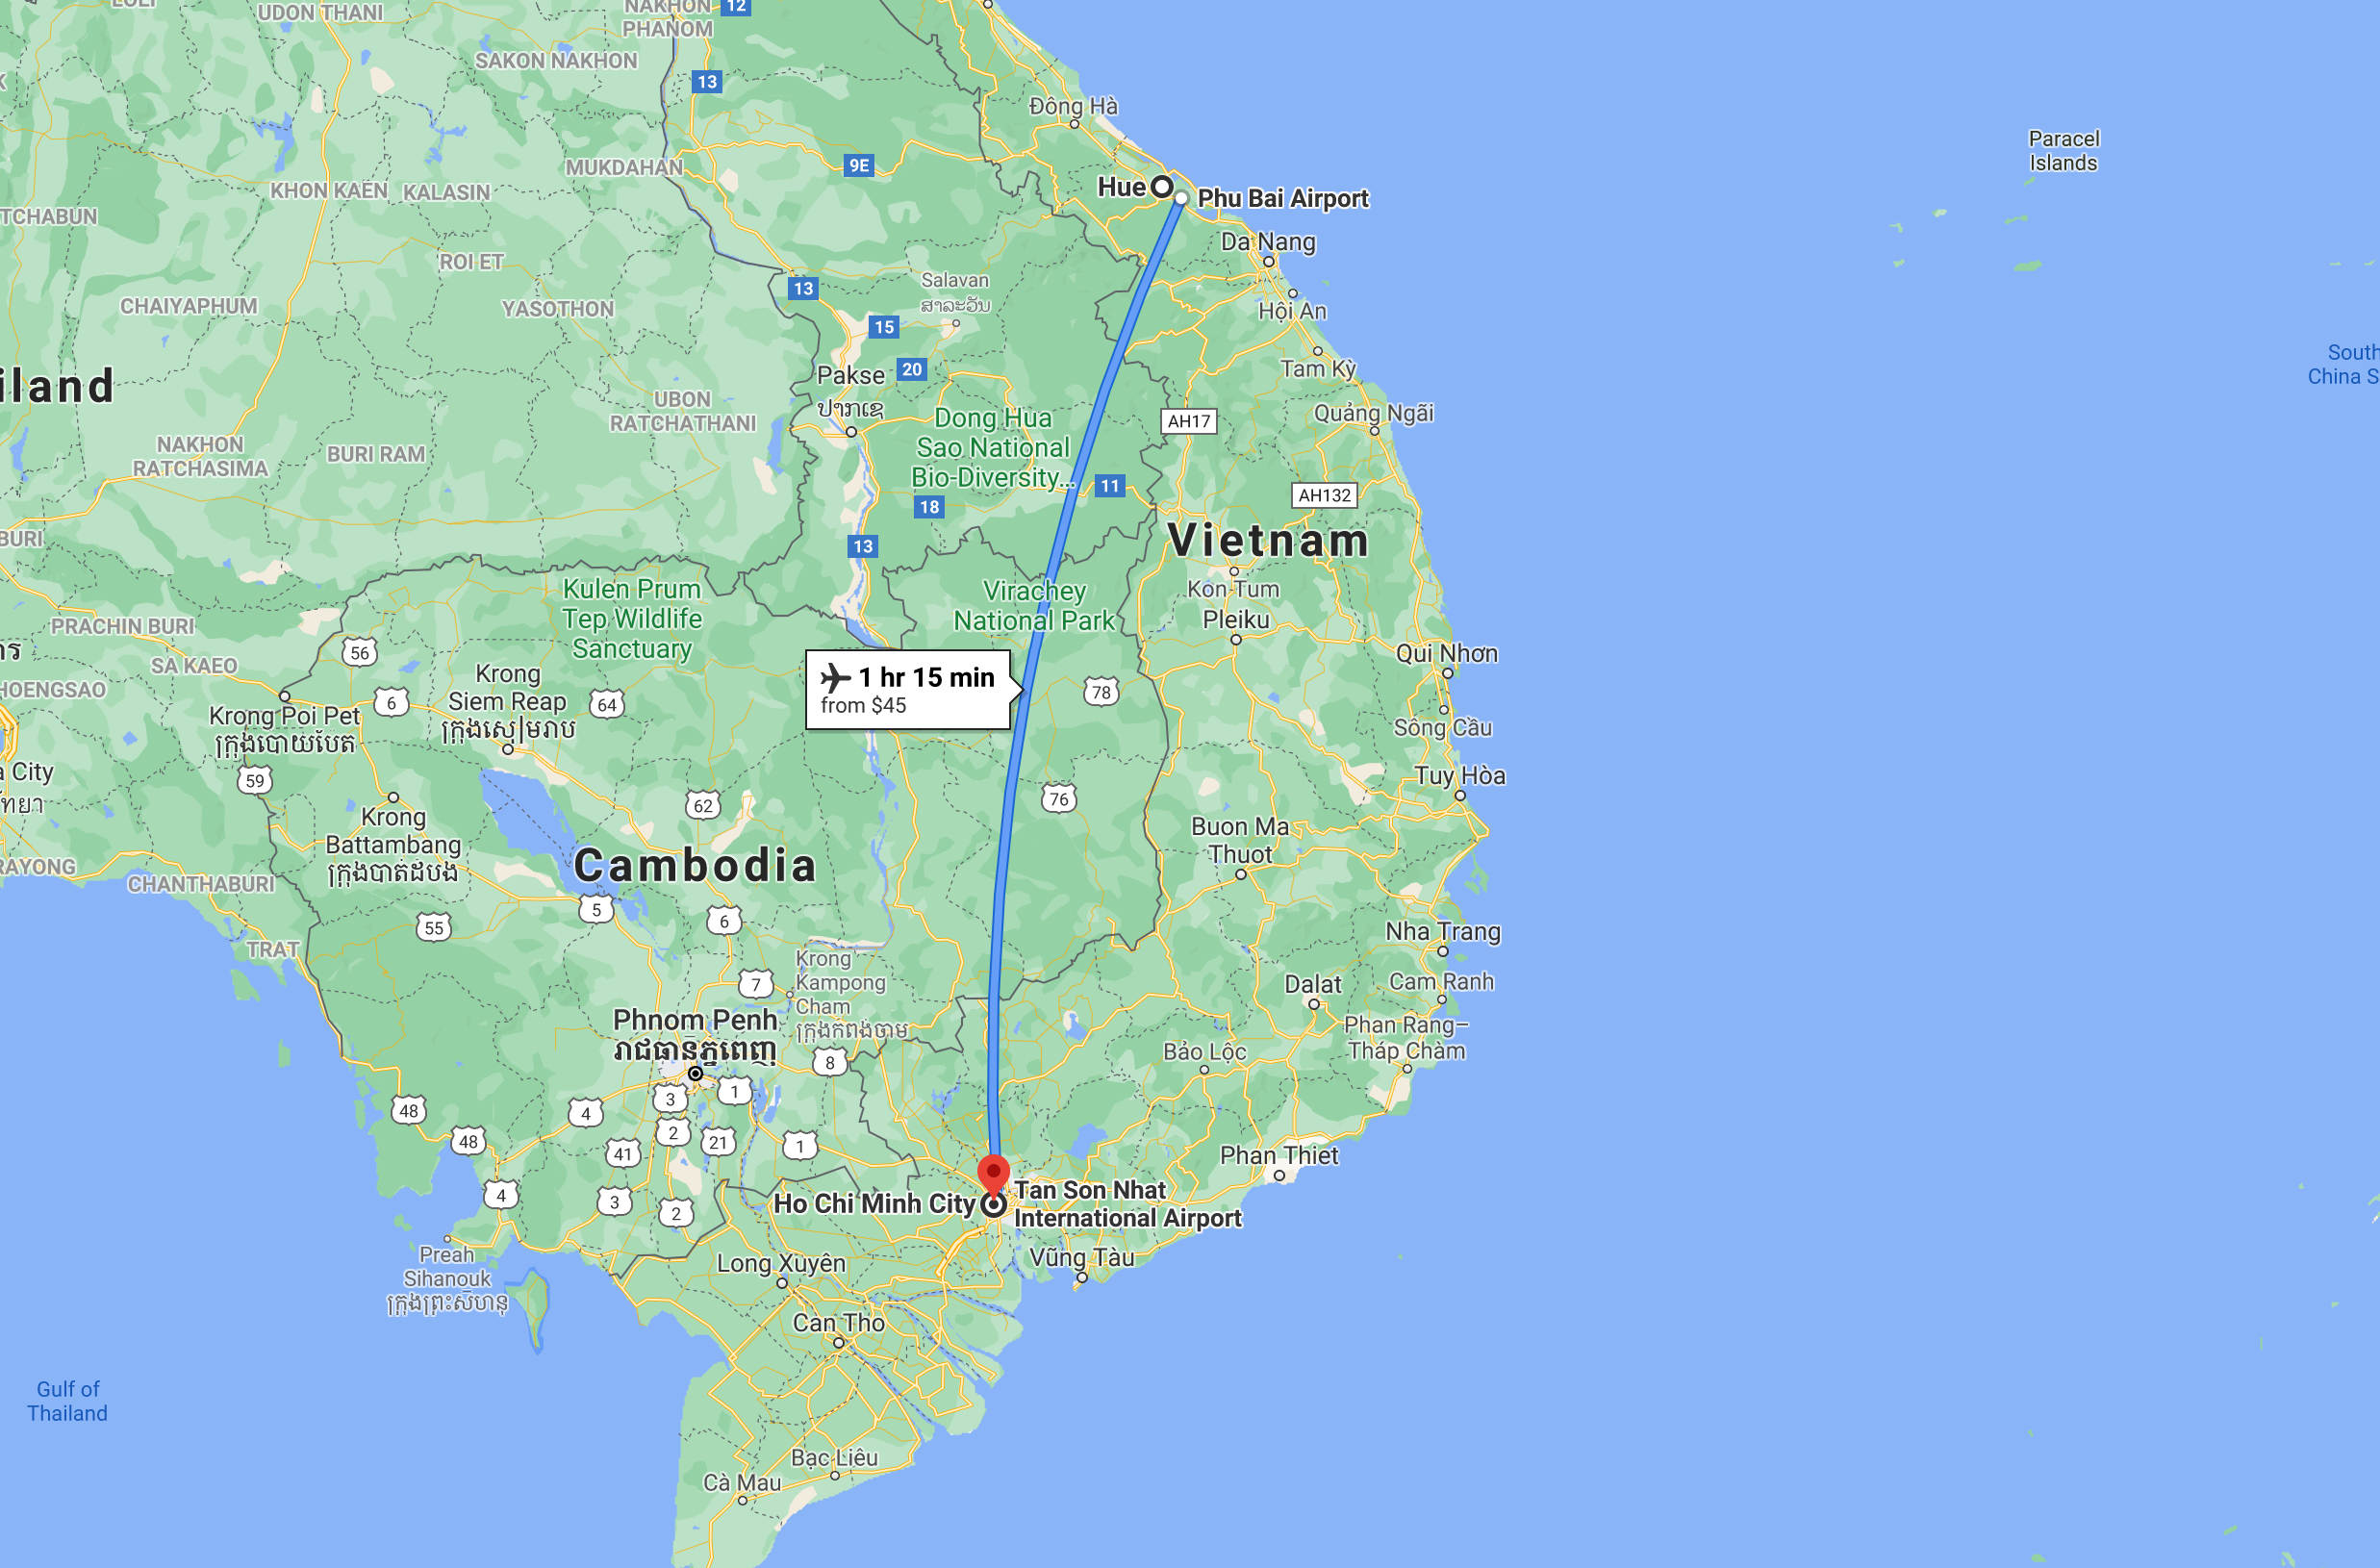 UDON THANI
NAKHON
PHANOM
12
SAKON NAKHON
13
Đông Hà
Paracel
Islands
9E
MUKDAHAN
KHON KAEN
KALASIN
Hue
Phu Bai Airport
TCHABUN
Da Nang
ROI ET
Salavan
ສາລະວັນ
13
CHAIYAPHUM
YASOTHON
Hội An
15
South
China S
20
Tam Kỳ
iland
Pakse
ປາກເຊ
UBON
RATCHATHANI
Quảng Ngãi
AH17
Dong Hua
Sao National
Bio-Diversity...
NAKHON
RATCHASIMA
BURI RAM
11
AH132
18
BURI
13
Vietnam
Kulen Prum
Tep Wildlife
Sanctuary
Virachey
National Park
Kon Tum
Pleiku
PRACHIN BURI
56
SA KAEO
Qui Nhơn
1 hr 15 min
from $45
HOENGSAO
Krong
Siem Reap
ក្រុងសៀមរាប
6
64
78
Krong Poi Pet
ក្រុងប៉ោយប៉ែត
Sông Cầu
a City
59
Tuy Hòa
62
76
Krong
Battambang
ក្រុងបាត់ដំបង
Buon Ma
Thuot
RAYONG
Cambodia
CHANTHABURI
5
6
55
Nha Trang
TRAT
Krong
Kampong
Cham
ក្រុងកំពង់ចាម
7
Dalat
Cam Ranh
Phnom Penh
រាជធានីភ្នំពេញ
Phan Rang–
Tháp Chàm
8
Bảo Lộc
48
4
3
1
48
2
21
41
1
Phan Thiet
4
3
2
Ho Chi Minh City
Tan Son Nhat
International Airport
Preah
Sihanouk
ក្រុងព្រះសីហនុ
Long Xuyên
Vũng Tàu
Can Tho
Gulf of
Thailand
Bạc Liêu
Cà Mau